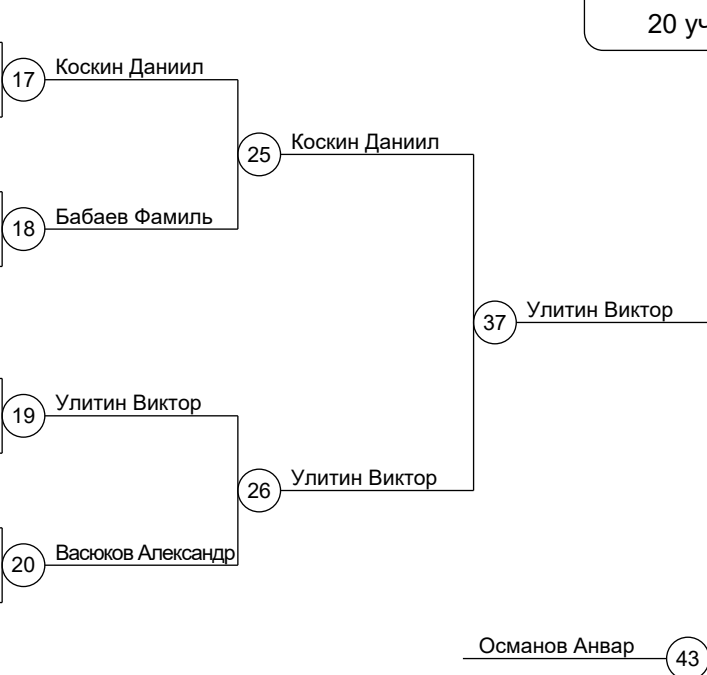 20 уч
17 Коскин Даниил
25 Коскин Даниил
18 Бабаев Фамиль
37 Улитин Виктор
19 Улитин Виктор
26 Улитин Виктор
20 Васюков Александр
Османов Анвар 43